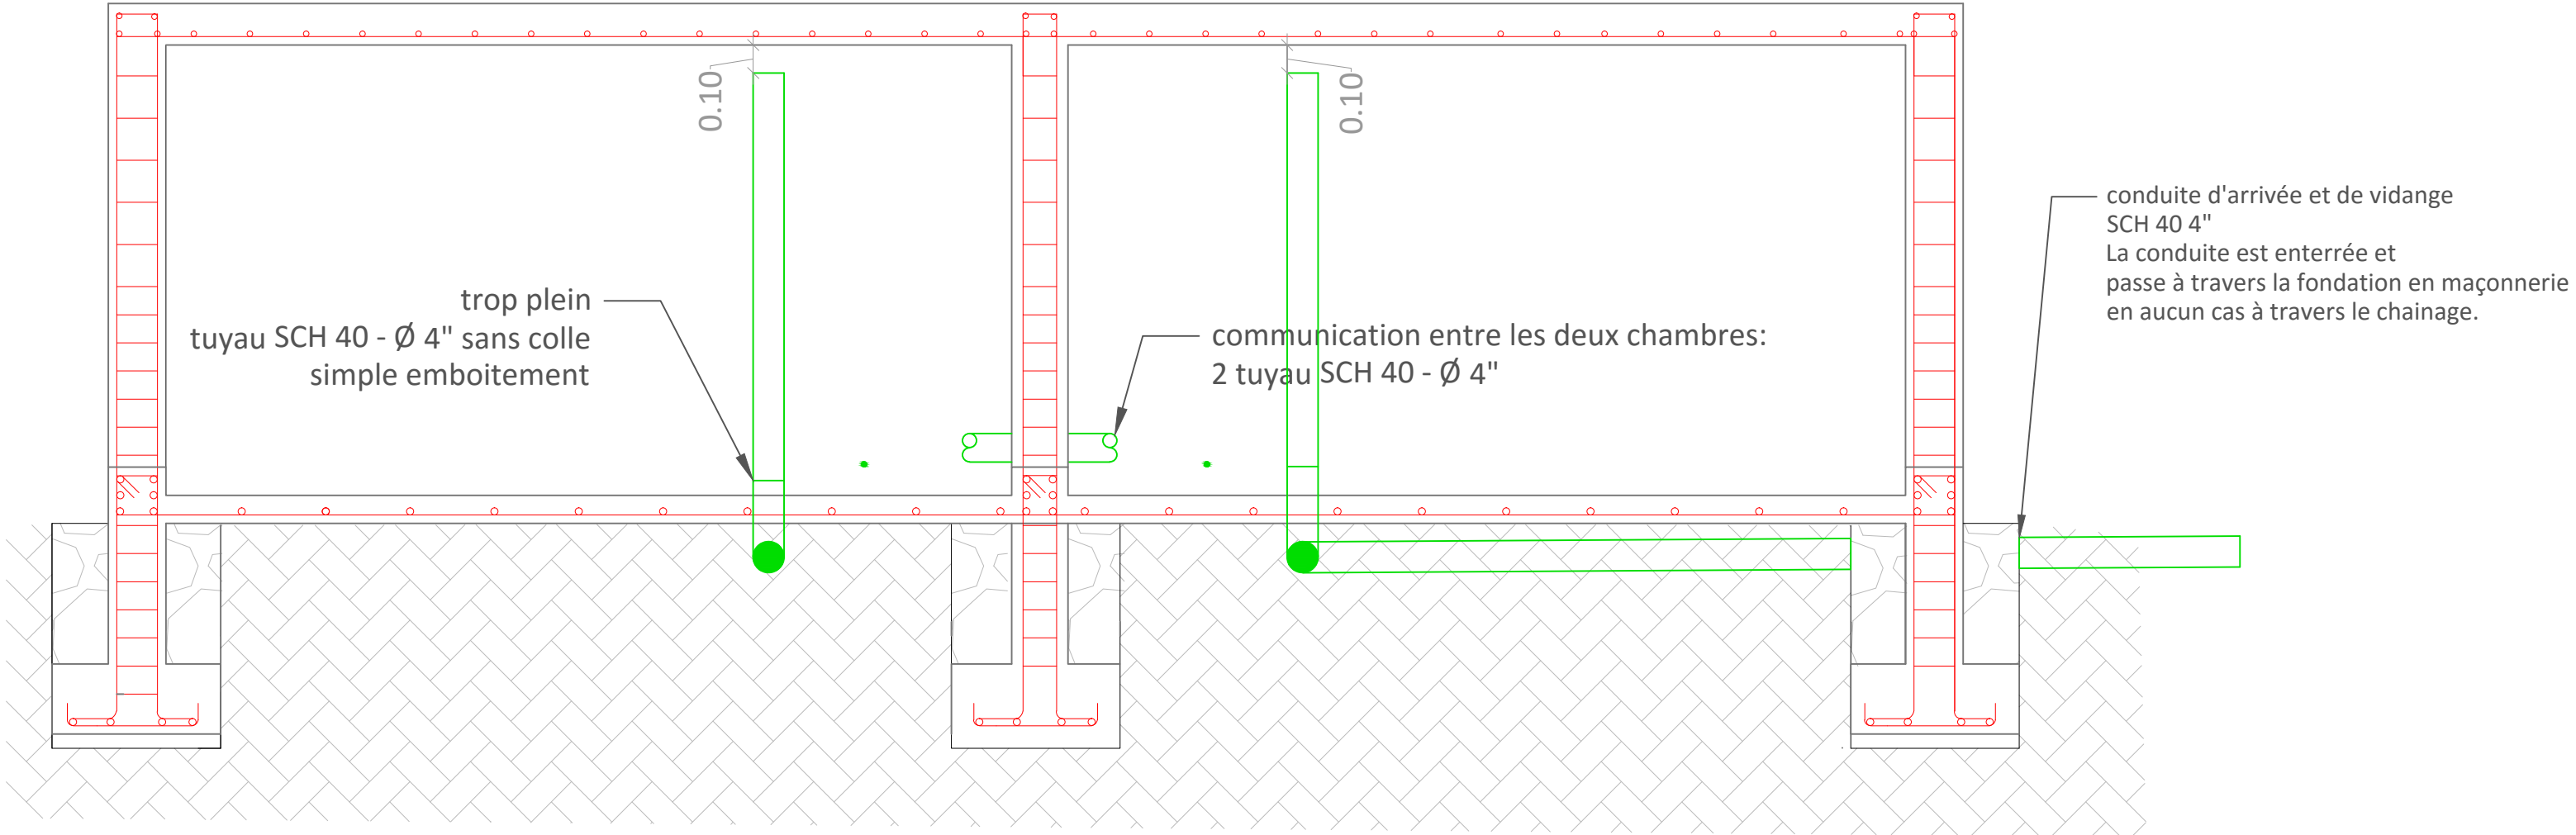 0.10
0.10
trop plein
tuyau SCH 40 - Ø 4" sans colle
simple emboitement
communication entre les deux chambres:
2 tuyau SCH 40 - Ø 4"
conduite d'arrivée et de vidange
SCH 40 4"
La conduite est enterrée et
passe à travers la fondation en maçonnerie
en aucun cas à travers le chainage.